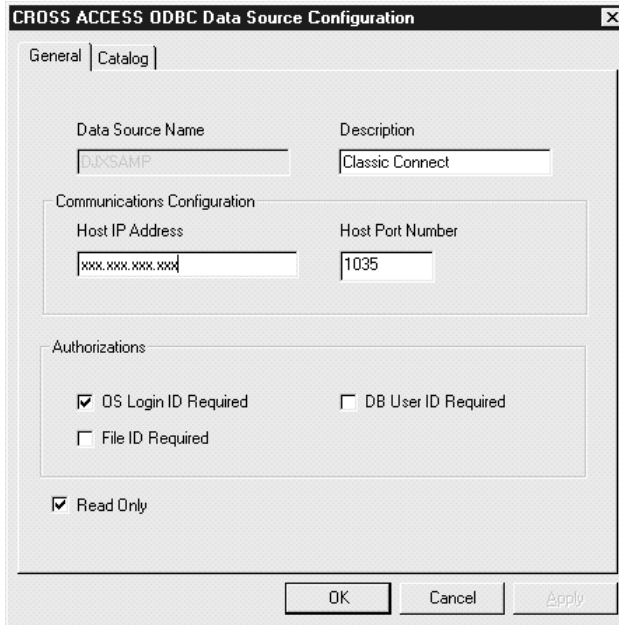 CROSS ACCESS ODBC Data Source Configuration
General Catalog
Data Source Name Description
DJXSAMP Classic Connect
Communications Configuration
Host IP Address Host Port Number
xxx.xxx.xxx.xxx 1035
Authorizations
OS Login ID Required DB User ID Required
File ID Required
Read Only
OK Cancel Apply